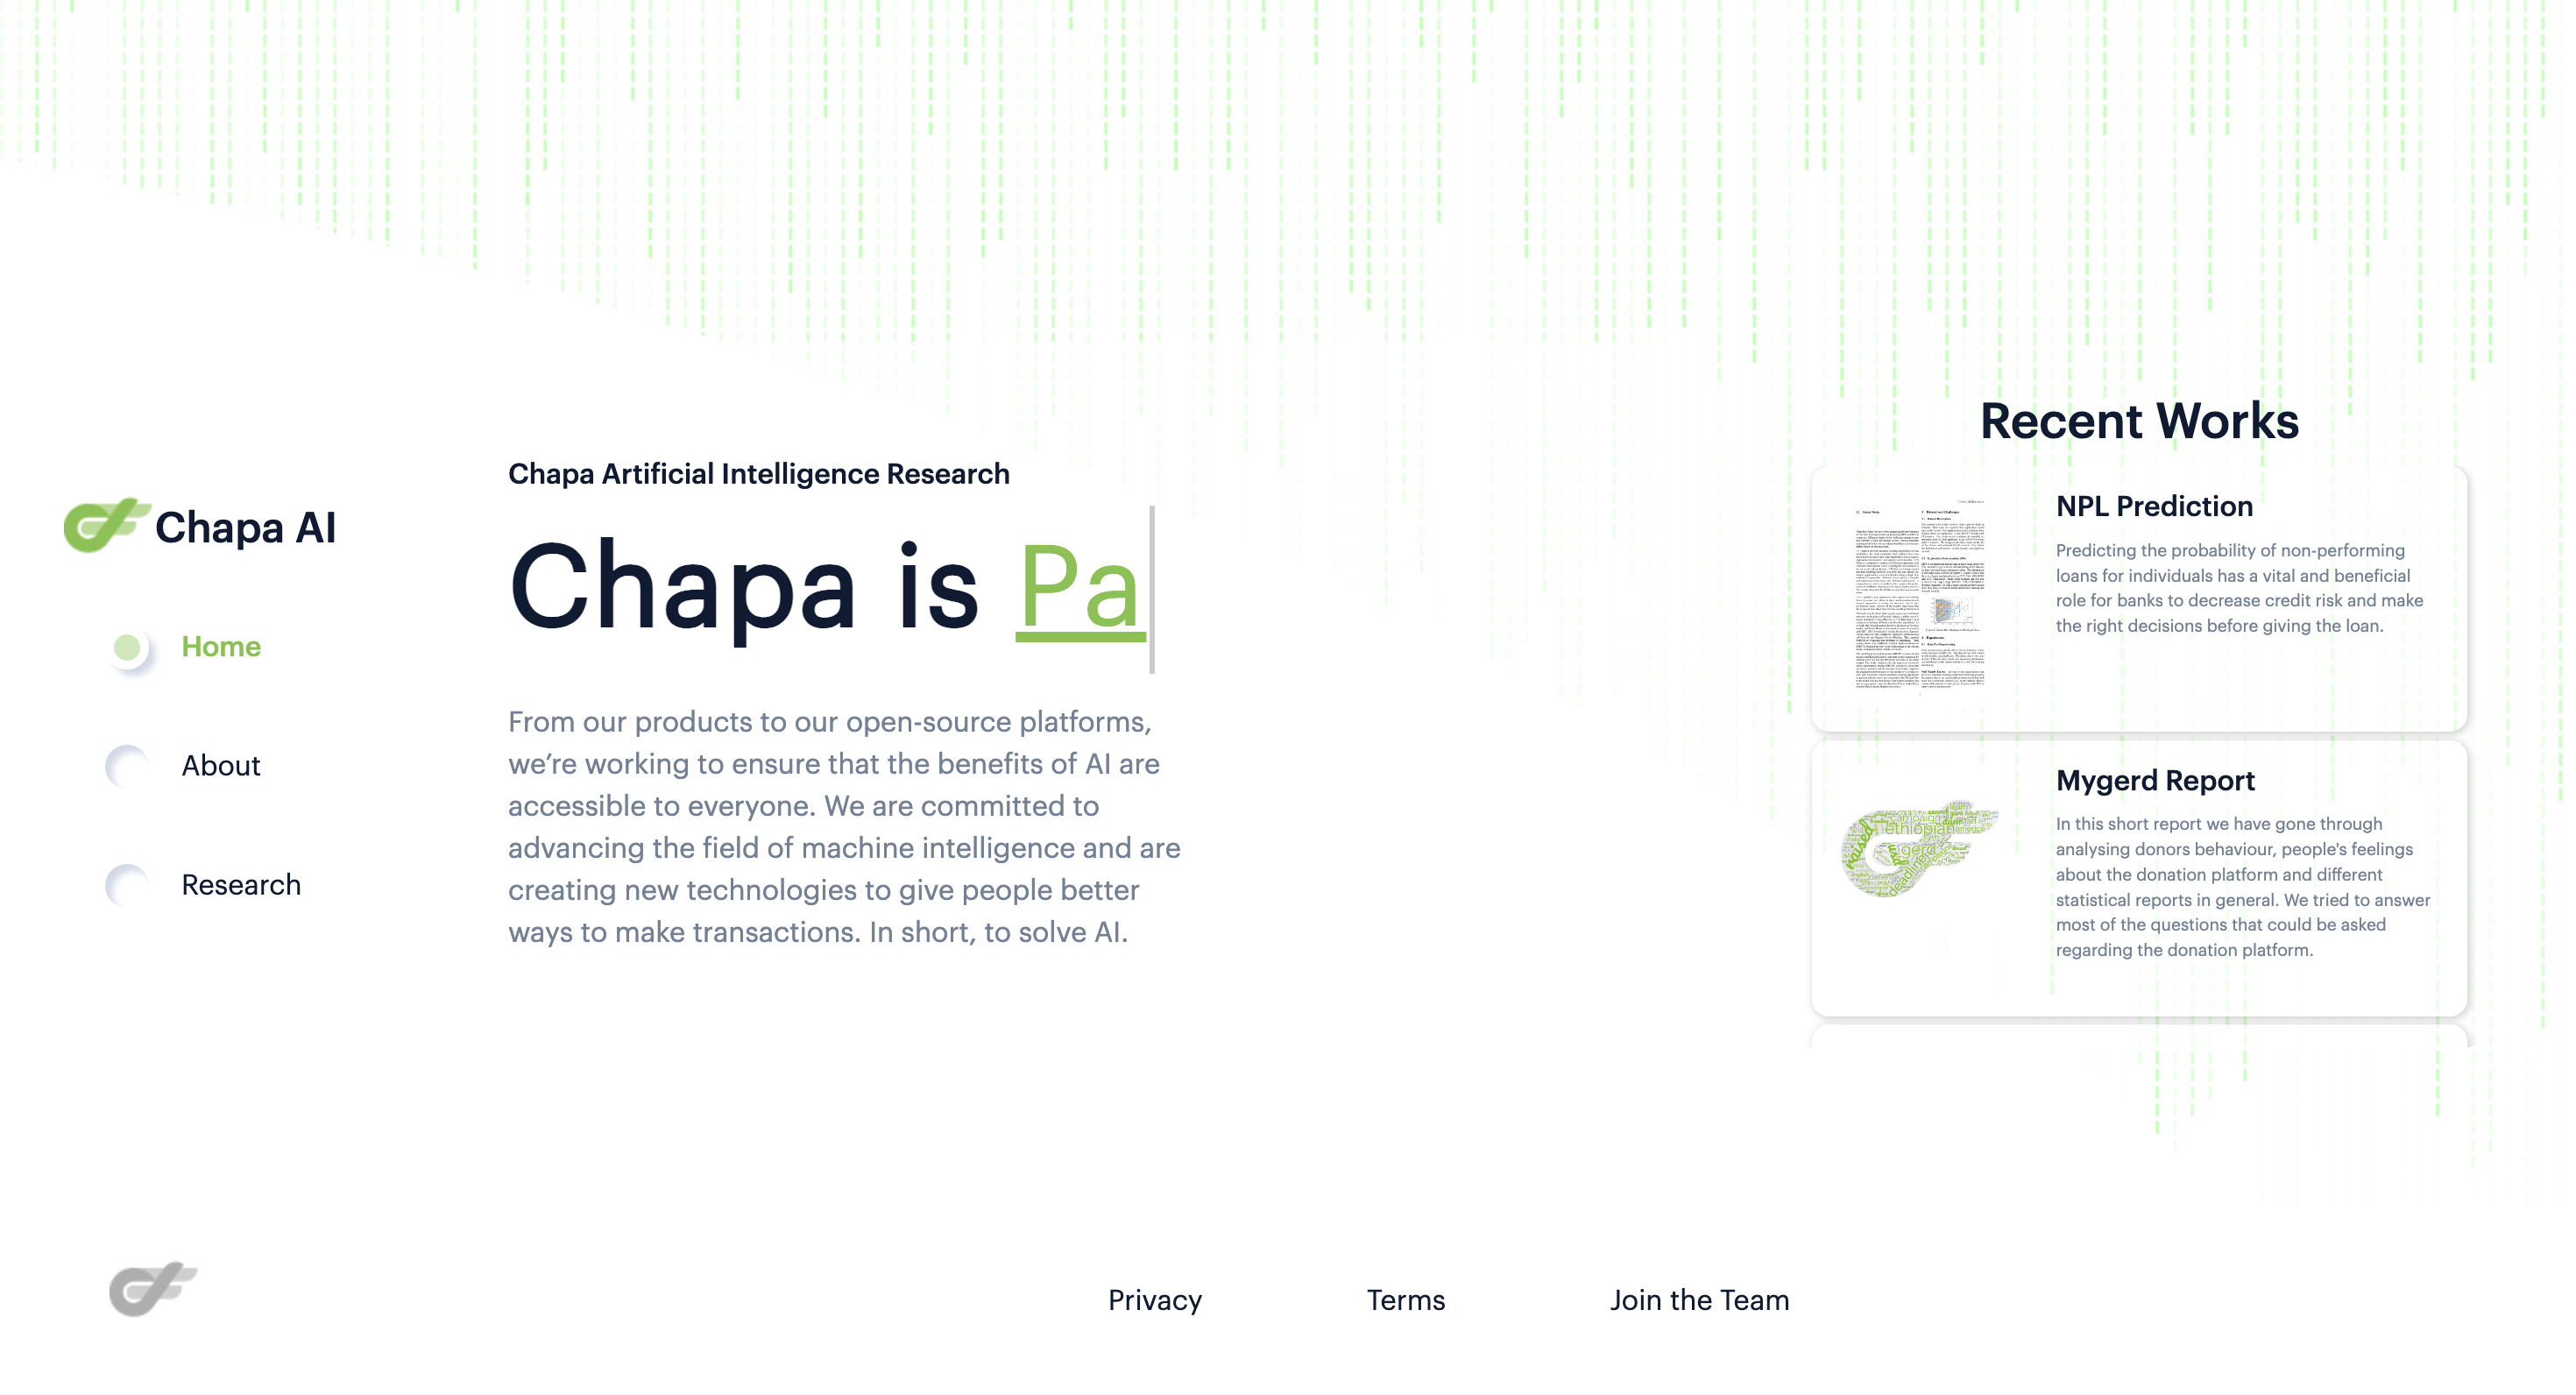 Chapa AI
Home
About
Research
Chapa Artificial Intelligence Research
Chapa is Pa
From our products to our open-source platforms,
we’re working to ensure that the benefits of AI are
accessible to everyone. We are committed to
advancing the field of machine intelligence and are
creating new technologies to give people better
ways to make transactions. In short, to solve AI.
Recent Works
NPL Prediction
Predicting the probability of non-performing
loans for individuals has a vital and beneficial
role for banks to decrease credit risk and make
the right decisions before giving the loan.
raised
campaign
ethiopian
gerd
deadline
Mygerd Report
In this short report we have gone through
analysing donors behaviour, people's feelings
about the donation platform and different
statistical reports in general. We tried to answer
most of the questions that could be asked
regarding the donation platform.
Privacy
Terms
Join the Team